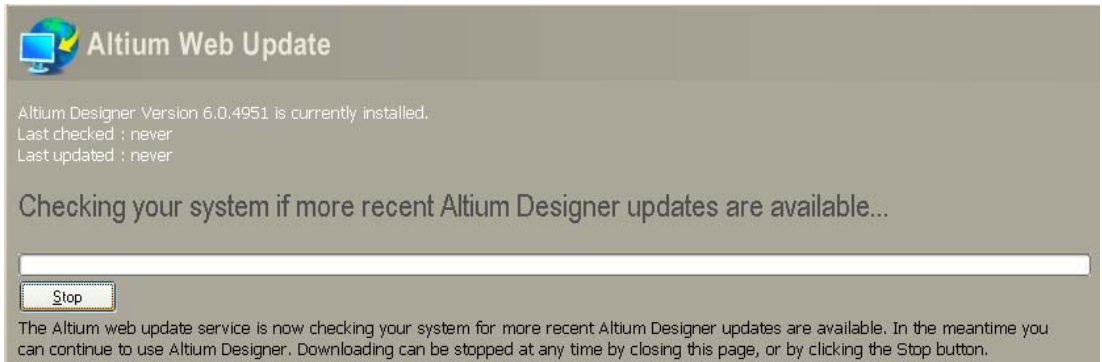 Altium Web Update
Altium Designer Version 6.0.4951 is currently installed.
Last checked : never
Last updated : never
Checking your system if more recent Altium Designer updates are available...
Stop
The Altium web update service is now checking your system for more recent Altium Designer updates are available. In the meantime you
can continue to use Altium Designer. Downloading can be stopped at any time by closing this page, or by clicking the Stop button.